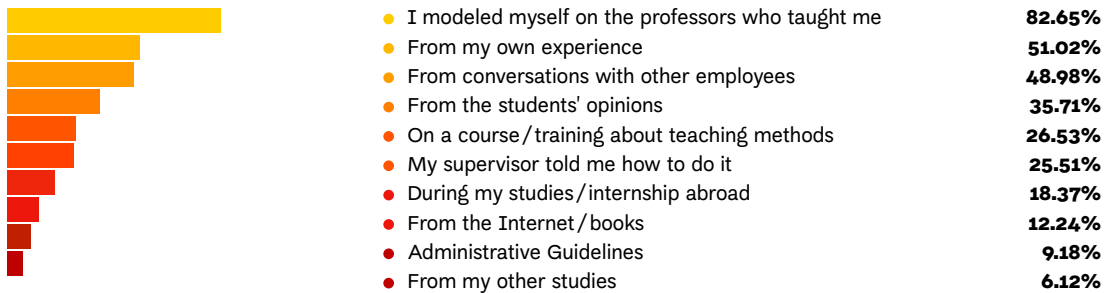 I modeled myself on the professors who taught me 82.65%
From my own experience 51.02%
From conversations with other employees 48.98%
From the students' opinions 35.71%
On a course/training about teaching methods 26.53%
My supervisor told me how to do it 25.51%
During my studies/internship abroad 18.37%
From the Internet/books 12.24%
Administrative Guidelines 9.18%
From my other studies 6.12%